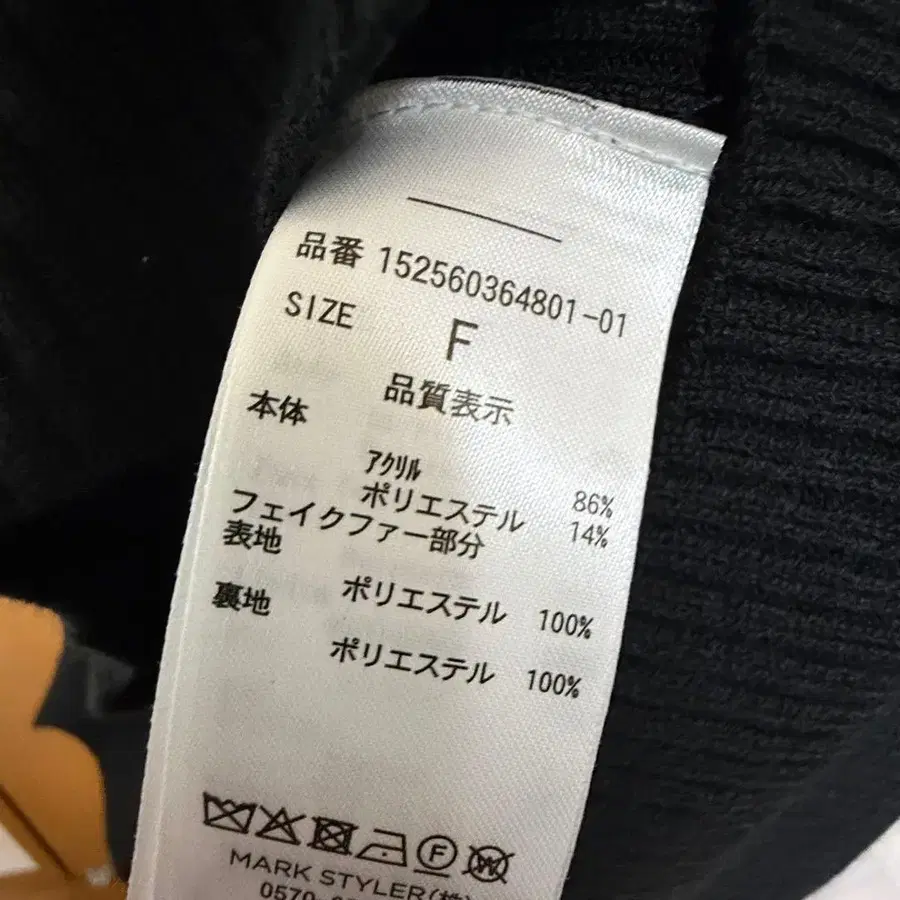 品番 152560364801-01
SIZE F
品質表示
本体
ｱｸﾘﾙ 86%
ポリエステル 14%
フェイクファー部分
表地
ポリエステル 100%
裏地
ポリエステル 100%
F W
MARK STYLER(株)
0570